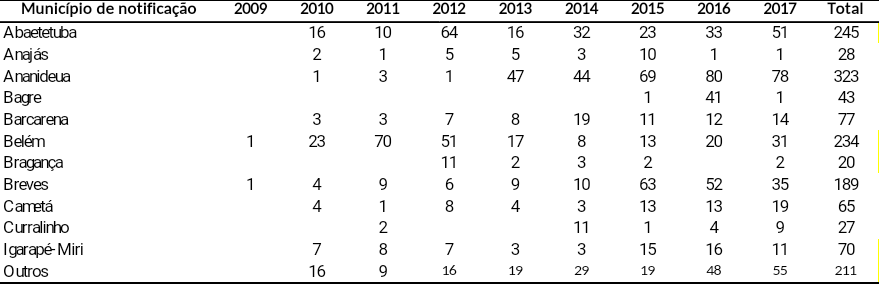 Município de notificação 2009 2010 2011 2012 2013 2014 2015 2016 2017 Total
Abaetetuba 16 10 64 16 32 23 33 51 245
Anajás 2 1 5 5 3 10 1 1 28
Ananideua 1 3 1 47 44 69 80 78 323
Bagre 1 41 1 43
Barcarena 3 3 7 8 19 11 12 14 77
Belém 1 23 70 51 17 8 13 20 31 234
Bragança 11 2 3 2 2 20
Breves 1 4 9 6 9 10 63 52 35 189
Cametá 4 1 8 4 3 13 13 19 65
Curralinho 2 11 1 4 9 27
Igarapé-Miri 7 8 7 3 3 15 16 11 70
Outros 16 9 16 19 29 19 48 55 211